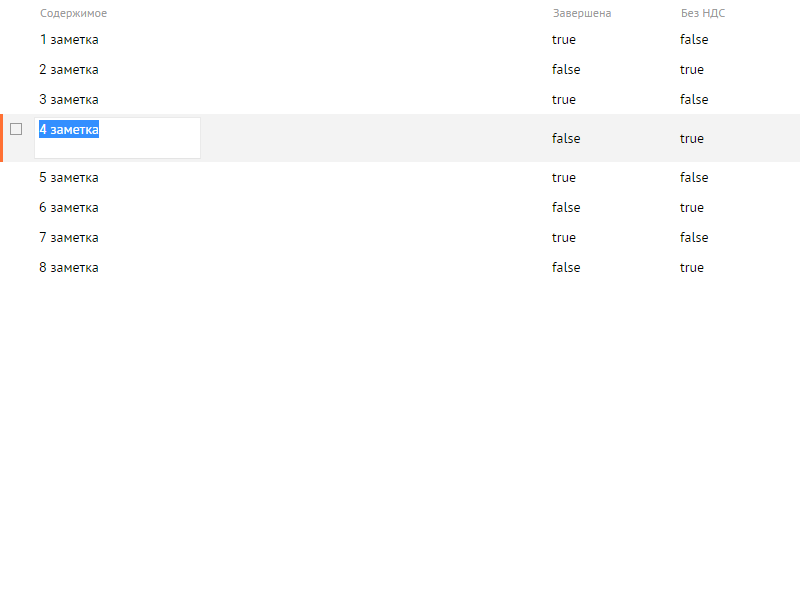 Содержимое Завершена Без НДС
1 заметка true false
2 заметка false true
3 заметка true false
4 заметка false true
5 заметка true false
6 заметка false true
7 заметка true false
8 заметка false true